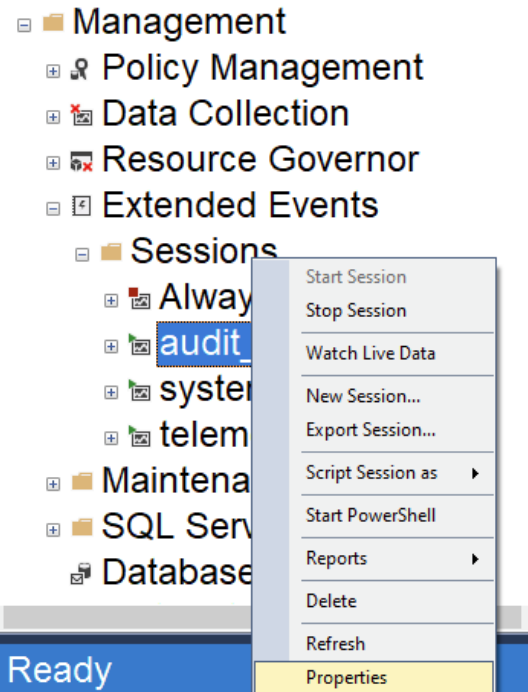 Management
Policy Management
Data Collection
Resource Governor
Extended Events
Sessions
Alway
audit_
system
telem
Maintena
SQL Serv
Database
Start Session
Stop Session
Watch Live Data
New Session...
Export Session...
Script Session as
Start PowerShell
Reports
Delete
Refresh
Properties
Ready